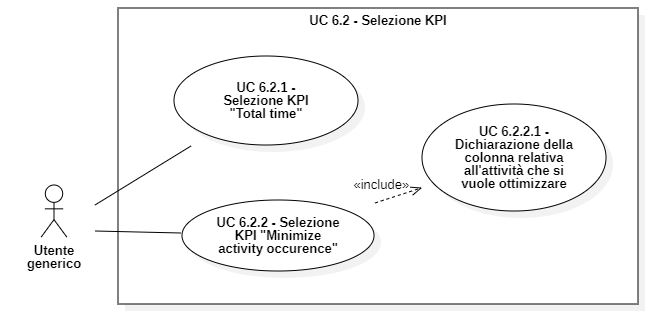 UC 6.2 - Selezione KPI
UC 6.2.1 -
Selezione KPI
"Total time"
UC 6.2.2.1 -
Dichiarazione della
colonna relativa
all'attività che si
vuole ottimizzare
«include»
UC 6.2.2 - Selezione
KPI "Minimize
activity occurence"
Utente
generico